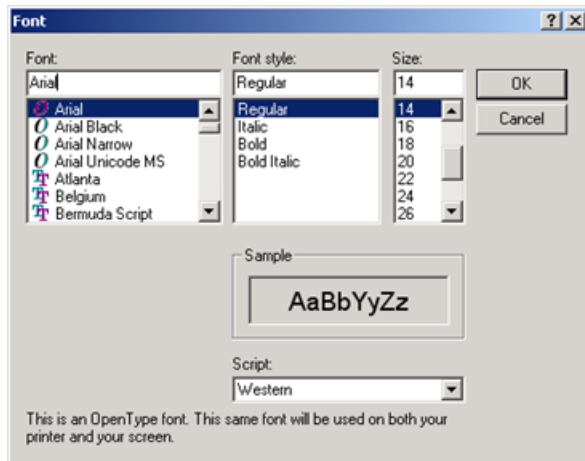 Font
Font:
Font style:
Size:
Arial
Regular
14
OK
Cancel
Arial
Arial Black
Arial Narrow
Arial Unicode MS
Atlanta
Belgium
Bermuda Script
Regular
Italic
Bold
Bold Italic
14
16
18
20
22
24
26
Sample
AaBbYyZz
Script:
Western
This is an OpenType font. This same font will be used on both your
printer and your screen.